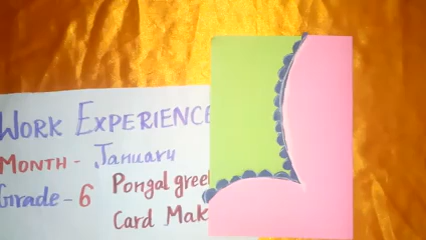 WORK EXPERIENCE
MONTH - January
Grade - 6
Pongal gree
Card Mak